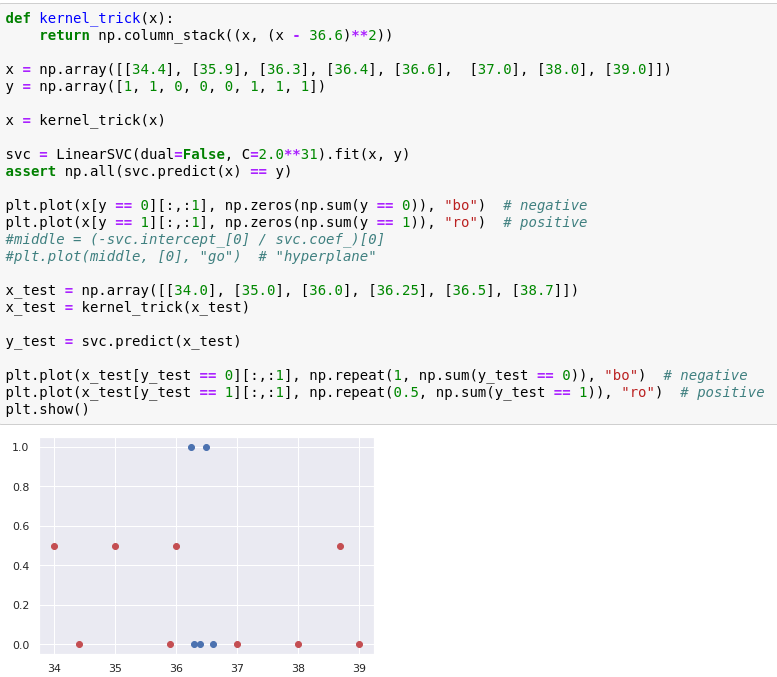 def kernel_trick(x):
    return np.column_stack((x, (x - 36.6)**2))
x = np.array([[34.4], [35.9], [36.3], [36.4], [36.6],  [37.0], [38.0], [39.0]])
y = np.array([1, 1, 0, 0, 0, 1, 1, 1])
x = kernel_trick(x)
svc = LinearSVC(dual=False, C=2.0**31).fit(x, y)
assert np.all(svc.predict(x) == y)
plt.plot(x[y == 0][:,:1], np.zeros(np.sum(y == 0)), "bo")  # negative
plt.plot(x[y == 1][:,:1], np.zeros(np.sum(y == 1)), "ro")  # positive
#middle = (-svc.intercept_[0] / svc.coef_)[0]
#plt.plot(middle, [0], "go")  # "hyperplane"
x_test = np.array([[34.0], [35.0], [36.0], [36.25], [36.5], [38.7]])
x_test = kernel_trick(x_test)
y_test = svc.predict(x_test)
plt.plot(x_test[y_test == 0][:,:1], np.repeat(1, np.sum(y_test == 0)), "bo")  # negative
plt.plot(x_test[y_test == 1][:,:1], np.repeat(0.5, np.sum(y_test == 1)), "ro")  # positive
plt.show()
1.0
0.8
0.6
0.4
0.2
0.0
34 35 36 37 38 39